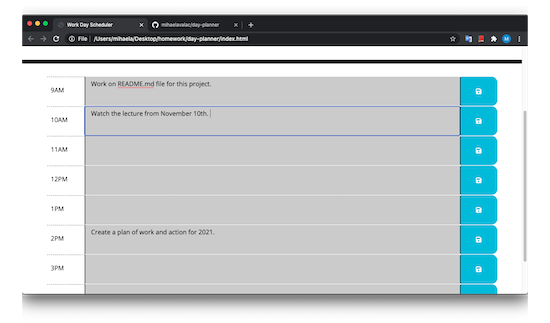 Work Day Scheduler
mihaelavalac/day-planner
File | /Users/mihaela/Desktop/homework/day-planner/index.html
M
9AM Work on README.md file for this project.
10AM Watch the lecture from November 10th.
11AM
12PM
1PM
2PM Create a plan of work and action for 2021.
3PM